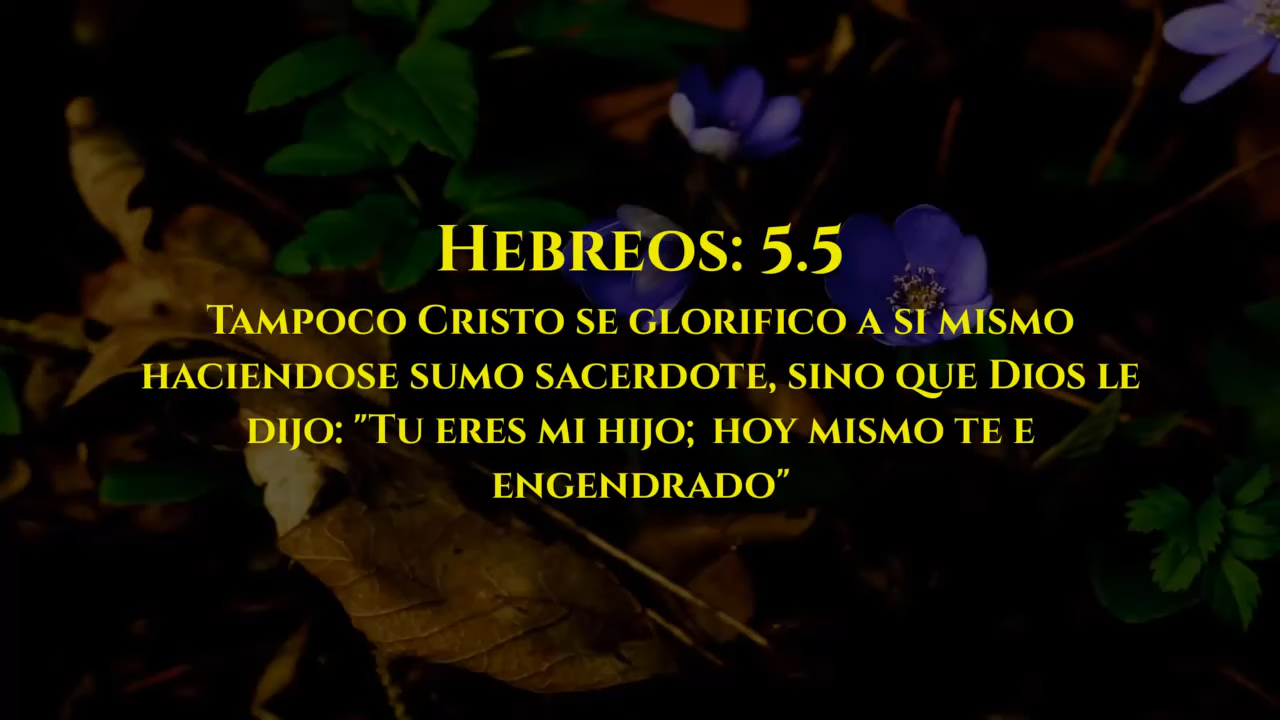 Hebreos: 5.5
Tampoco Cristo se glorifico a si mismo
haciendose sumo sacerdote, sino que Dios le
dijo: "Tu eres mi hijo; hoy mismo te e
engendrado"